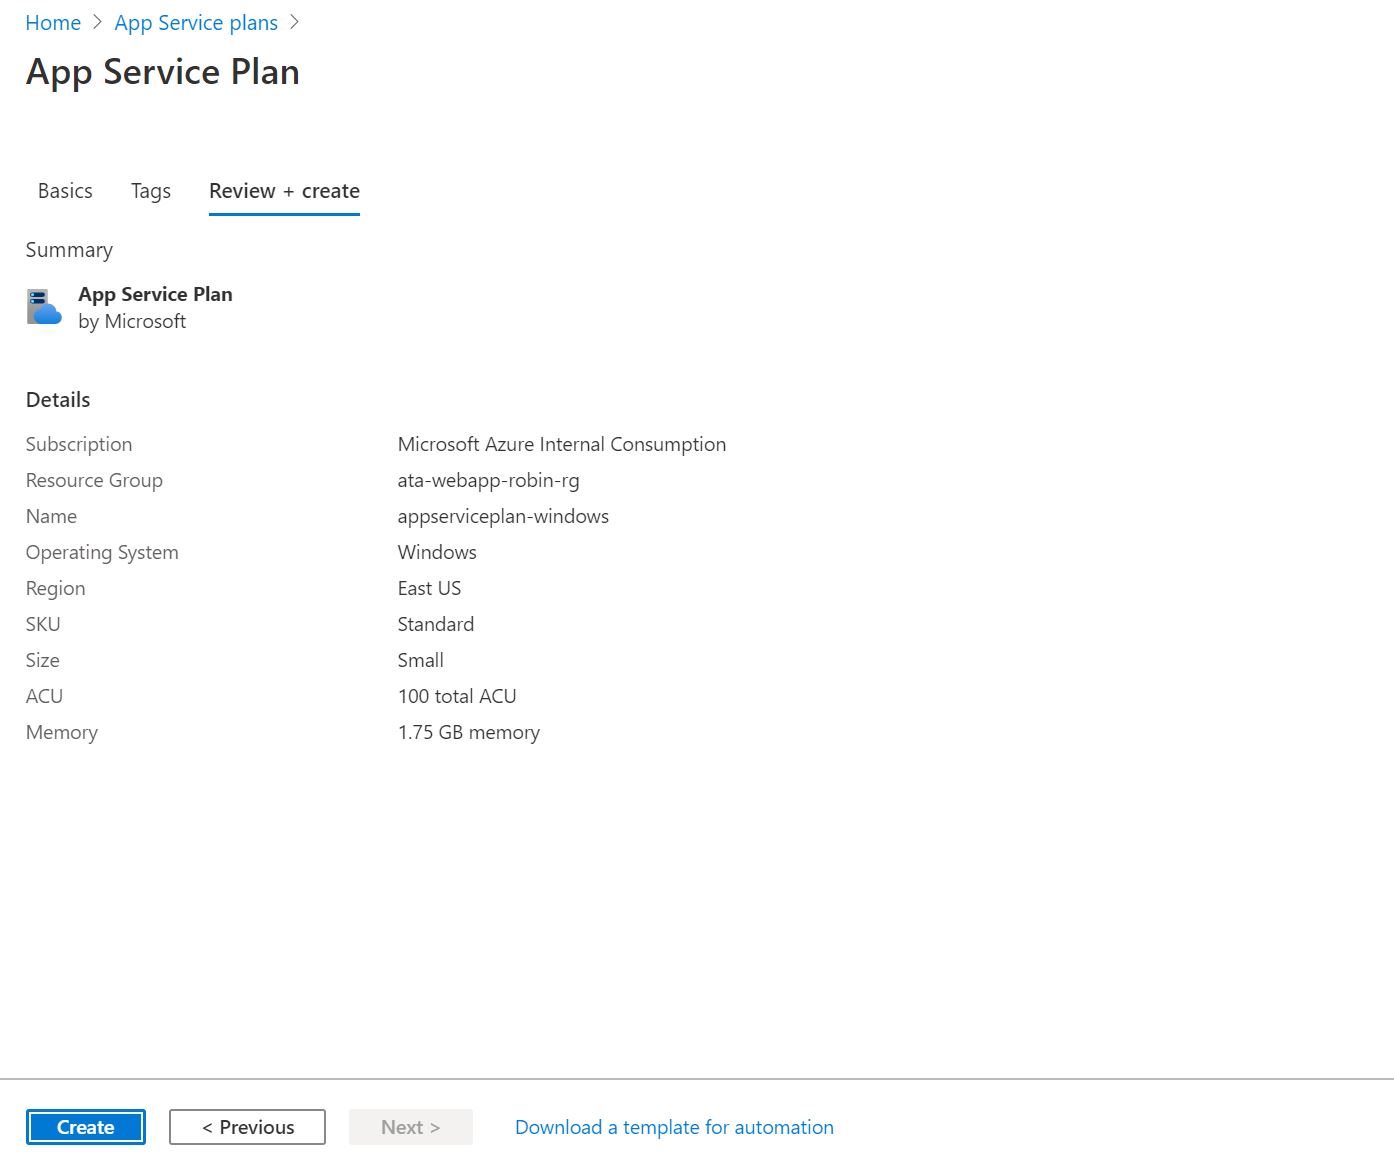 Home > App Service plans >
App Service Plan
Basics Tags Review + create
Summary
App Service Plan
by Microsoft
Details
Subscription Microsoft Azure Internal Consumption
Resource Group ata-webapp-robin-rg
Name appserviceplan-windows
Operating System Windows
Region East US
SKU Standard
Size Small
ACU 100 total ACU
Memory 1.75 GB memory
Create < Previous Next > Download a template for automation